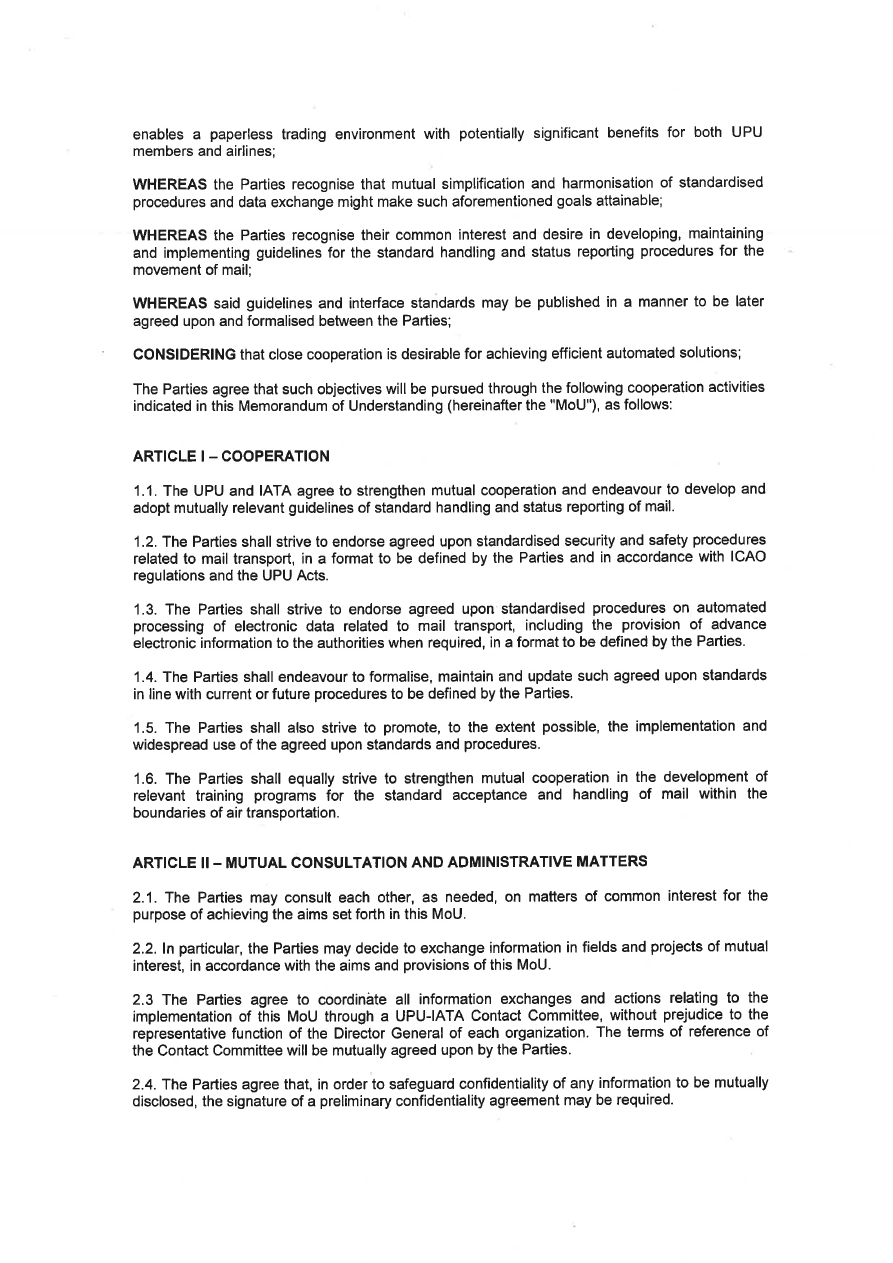 enables a paperless trading environment with potentially significant benefits for both UPU
members and airlines;
WHEREAS the Parties recognise that mutual simplification and harmonisation of standardised
procedures and data exchange might make such aforementioned goals attainable;
WHEREAS the Parties recognise their common interest and desire in developing, maintaining
and implementing guidelines for the standard handling and status reporting procedures for the
movement of mail;
WHEREAS said guidelines and interface standards may be published in a manner to be later
agreed upon and formalised between the Parties;
CONSIDERING that close cooperation is desirable for achieving efficient automated solutions;
The Parties agree that such objectives will be pursued through the following cooperation activities
indicated in this Memorandum of Understanding (hereinafter the "MoU"), as follows:
ARTICLE I – COOPERATION
1.1. The UPU and IATA agree to strengthen mutual cooperation and endeavour to develop and
adopt mutually relevant guidelines of standard handling and status reporting of mail.
1.2. The Parties shall strive to endorse agreed upon standardised security and safety procedures
related to mail transport, in a format to be defined by the Parties and in accordance with ICAO
regulations and the UPU Acts.
1.3. The Parties shall strive to endorse agreed upon standardised procedures on automated
processing of electronic data related to mail transport, including the provision of advance
electronic information to the authorities when required, in a format to be defined by the Parties.
1.4. The Parties shall endeavour to formalise, maintain and update such agreed upon standards
in line with current or future procedures to be defined by the Parties.
1.5. The Parties shall also strive to promote, to the extent possible, the implementation and
widespread use of the agreed upon standards and procedures.
1.6. The Parties shall equally strive to strengthen mutual cooperation in the development of
relevant training programs for the standard acceptance and handling of mail within the
boundaries of air transportation.
ARTICLE II – MUTUAL CONSULTATION AND ADMINISTRATIVE MATTERS
2.1. The Parties may consult each other, as needed, on matters of common interest for the
purpose of achieving the aims set forth in this MoU.
2.2. In particular, the Parties may decide to exchange information in fields and projects of mutual
interest, in accordance with the aims and provisions of this MoU.
2.3 The Parties agree to coordinate all information exchanges and actions relating to the
implementation of this MoU through a UPU-IATA Contact Committee, without prejudice to the
representative function of the Director General of each organization. The terms of reference of
the Contact Committee will be mutually agreed upon by the Parties.
2.4. The Parties agree that, in order to safeguard confidentiality of any information to be mutually
disclosed, the signature of a preliminary confidentiality agreement may be required.